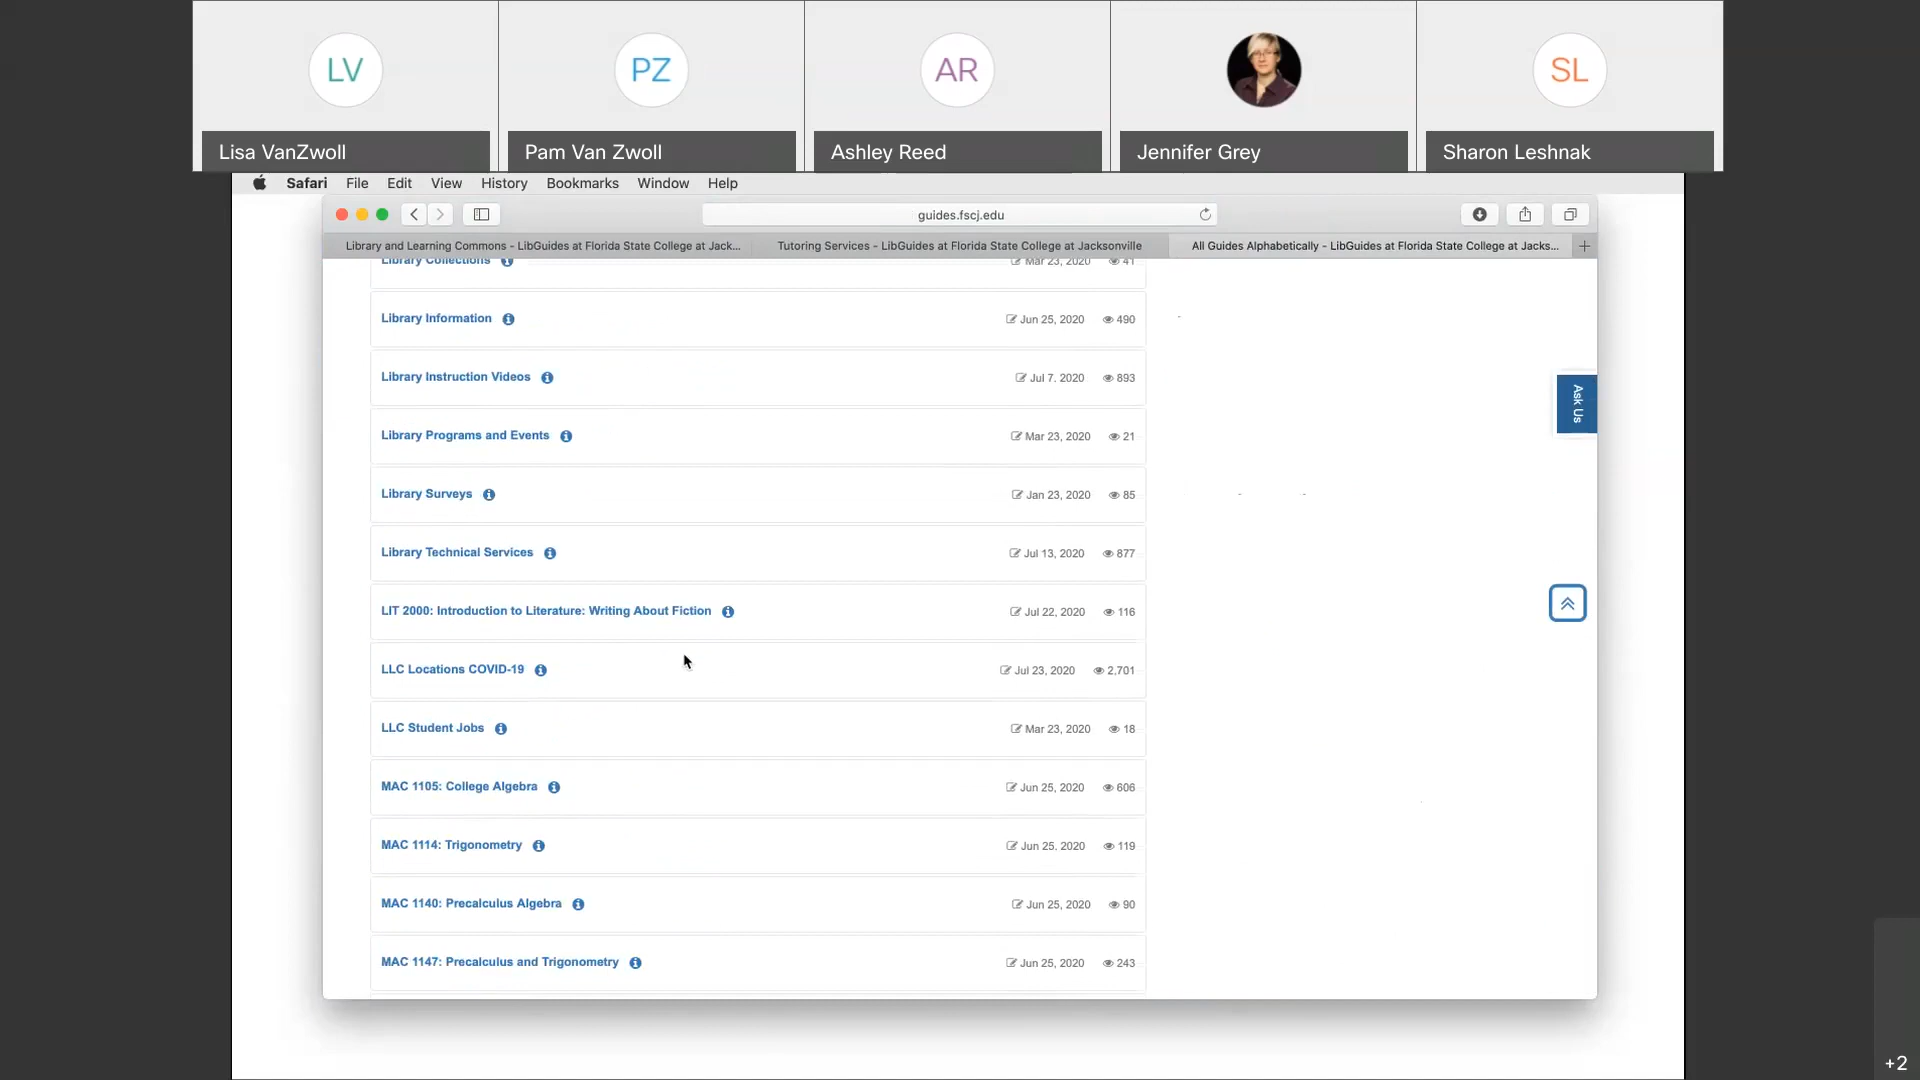 LV
PZ
AR
SL
Lisa VanZwoll
Pam Van Zwoll
Ashley Reed
Jennifer Grey
Sharon Leshnak
Safari File Edit View History Bookmarks Window Help
guides.fscj.edu
Library and Learning Commons - LibGuides at Florida State College at Jack...
Tutoring Services - LibGuides at Florida State College at Jacksonville
All Guides Alphabetically - LibGuides at Florida State College at Jacks...
Library Collections Mar 23, 2020 41
Library Information Jun 25, 2020 490
Library Instruction Videos Jul 7, 2020 893
Library Programs and Events Mar 23, 2020 21
Library Surveys Jan 23, 2020 85
Library Technical Services Jul 13, 2020 877
LIT 2000: Introduction to Literature: Writing About Fiction Jul 22, 2020 116
LLC Locations COVID-19 Jul 23, 2020 2,701
LLC Student Jobs Mar 23, 2020 18
MAC 1105: College Algebra Jun 25, 2020 606
MAC 1114: Trigonometry Jun 25, 2020 119
MAC 1140: Precalculus Algebra Jun 25, 2020 90
MAC 1147: Precalculus and Trigonometry Jun 25, 2020 243
Ask Us
+2